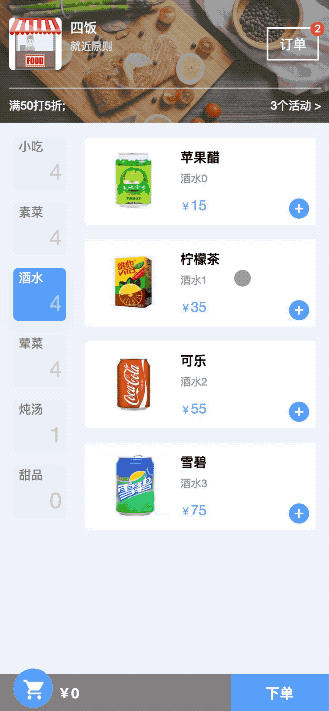 四饭
就近原则
订单
2
FOOD
满50打5折;
3个活动 >
小吃
4
素菜
4
酒水
4
荤菜
4
炖汤
1
甜品
0
苹果醋
酒水0
¥15
柠檬茶
酒水1
¥35
可乐
酒水2
¥55
雪碧
酒水3
¥75
Coca-Cola
¥0
下单